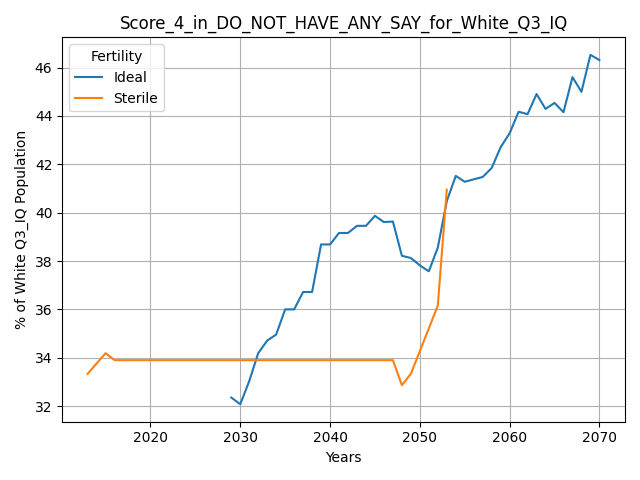 Score_4_in_DO_NOT_HAVE_ANY_SAY_for_White_Q3_IQ
Fertility
Ideal
Sterile
% of White Q3_IQ Population
46
44
42
40
38
36
34
32
2020
2030
2040
2050
2060
2070
Years